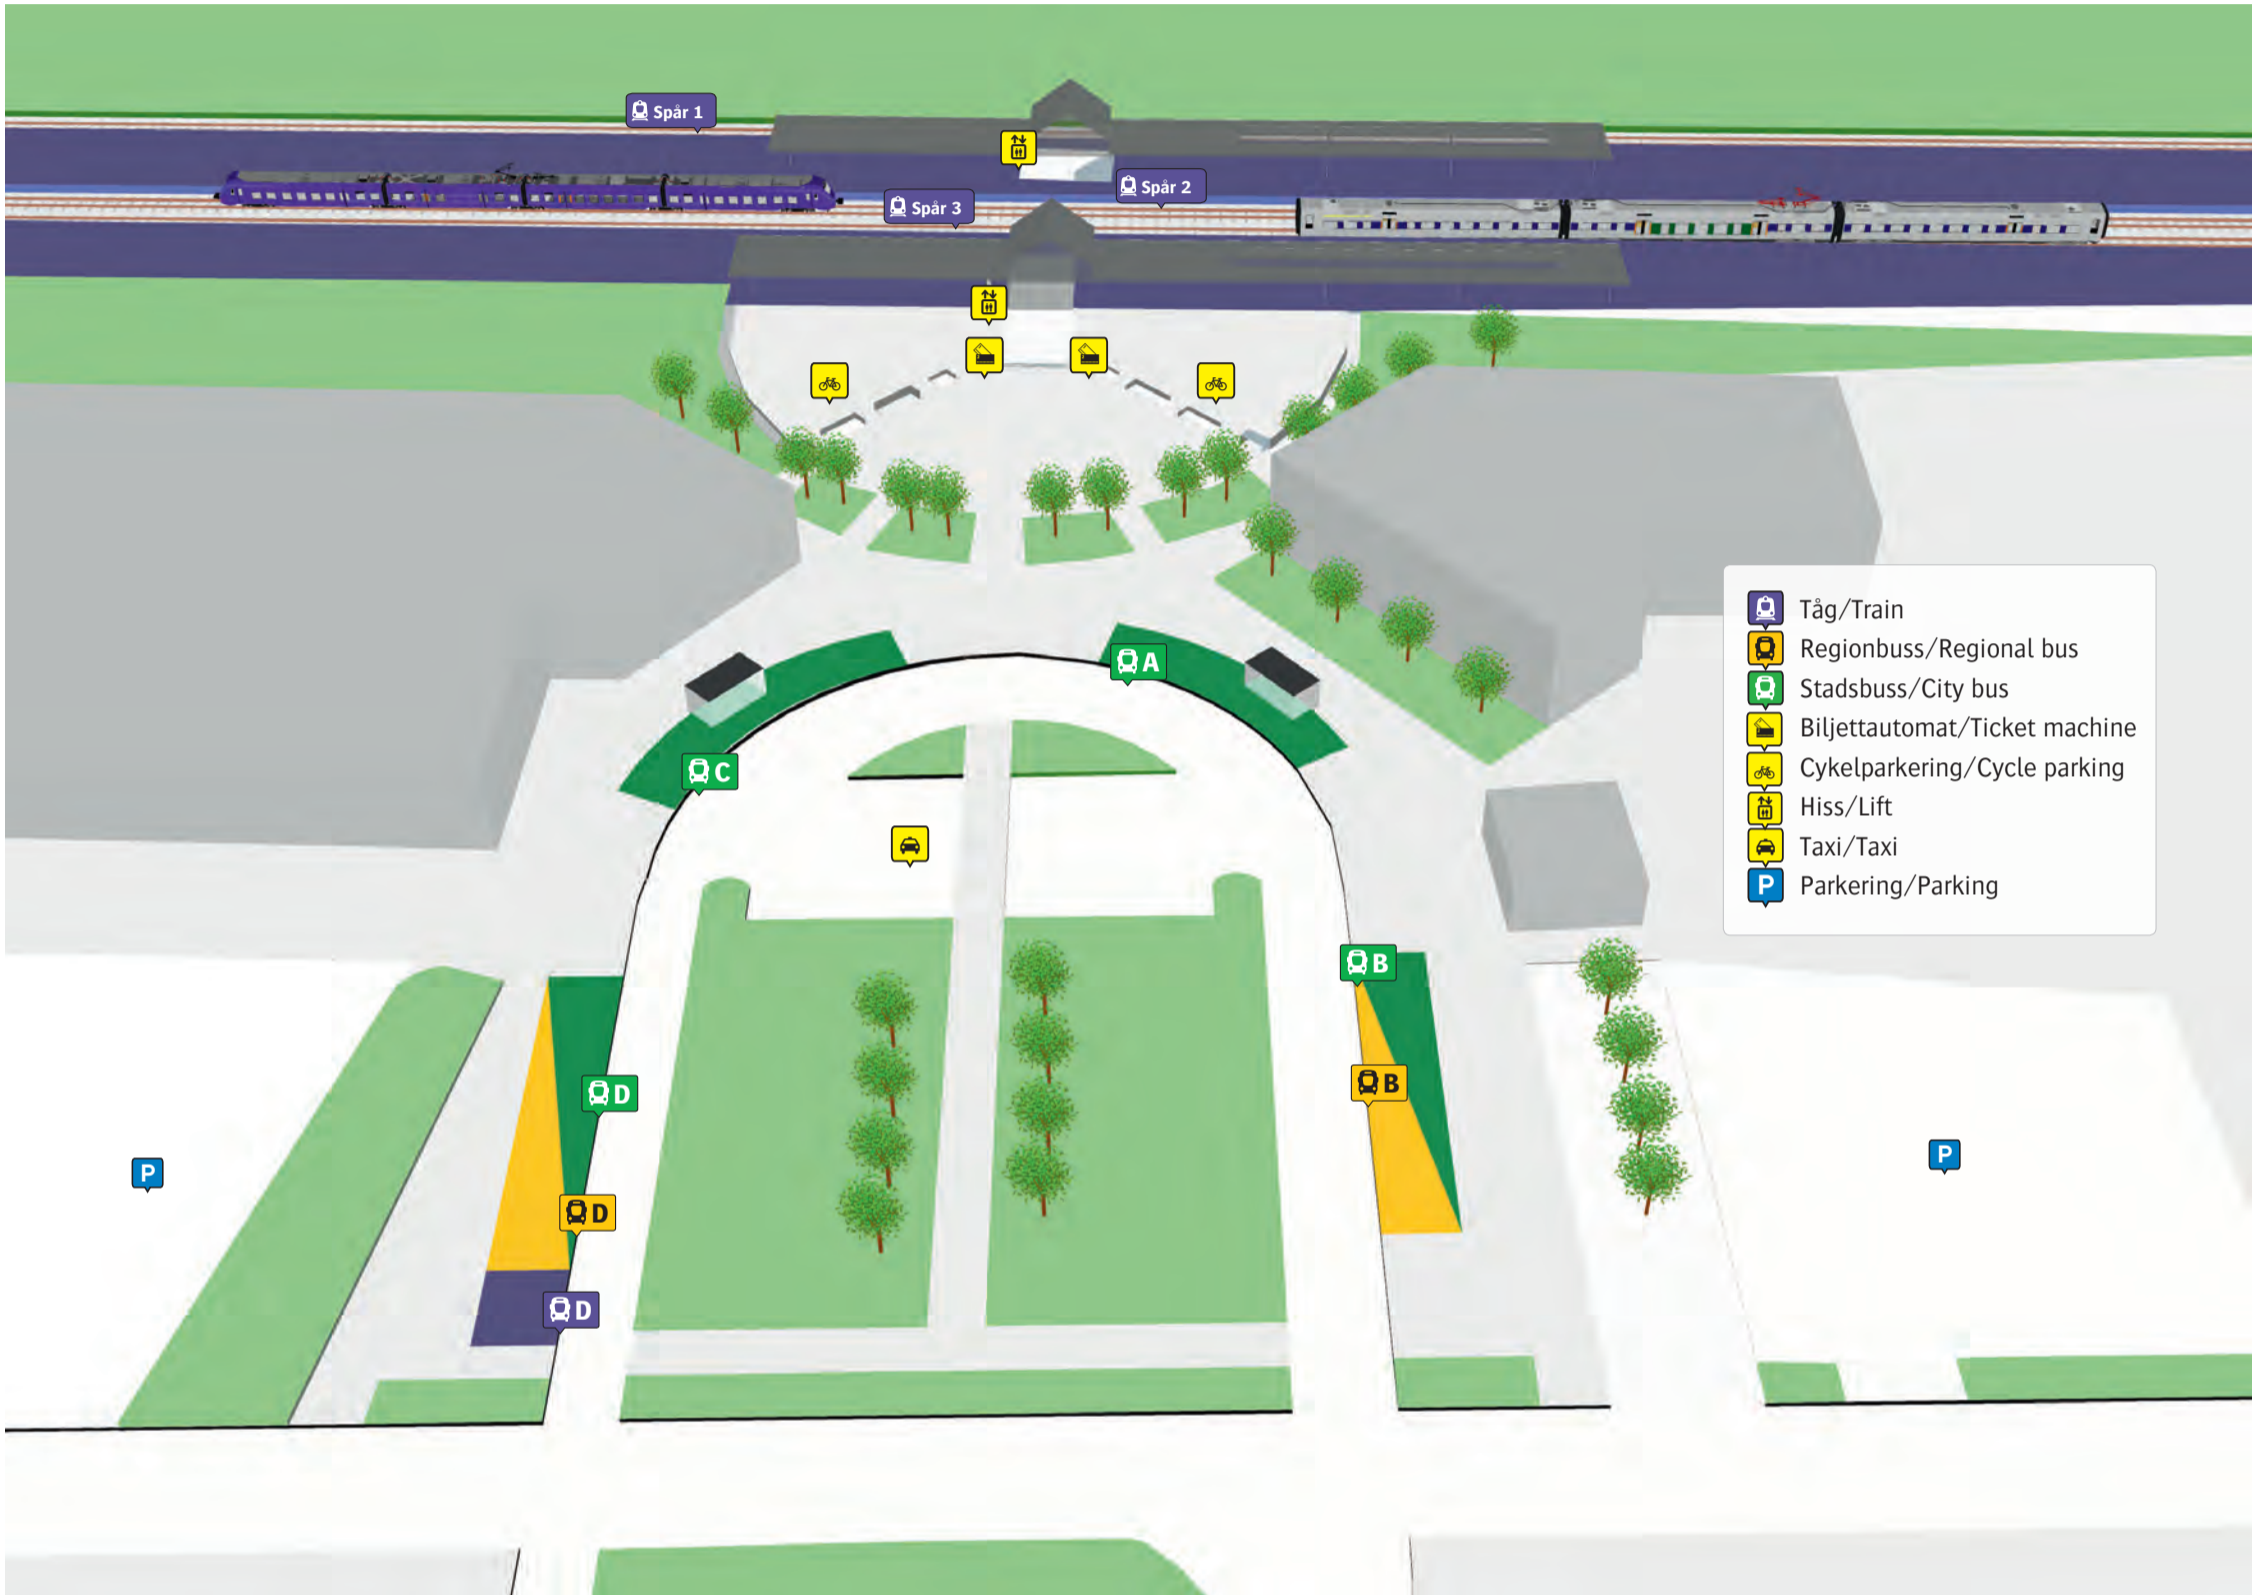 Spår 1
Spår 2
Spår 3
A
C
B
D
B
D
D
P
P
Tåg/Train
Regionbuss/Regional bus
Stadsbuss/City bus
Biljettautomat/Ticket machine
Cykelparkering/Cycle parking
Hiss/Lift
Taxi/Taxi
P Parkering/Parking